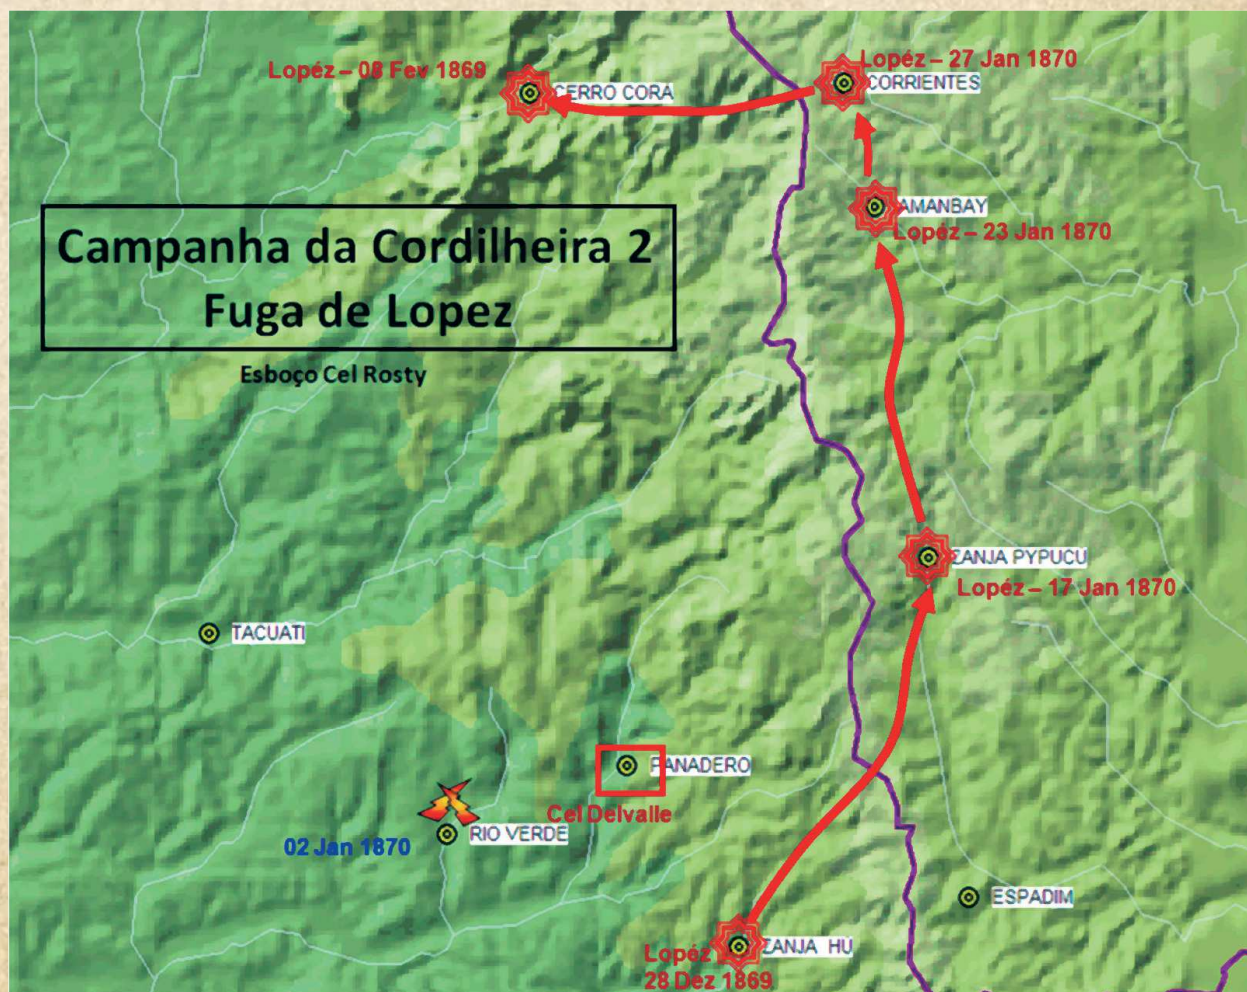 Lopéz – 27 Jan 1870
CORRIENTES
Lopéz – 08 Fev 1869
CERRO CORA
AMANBAY
Lopéz – 23 Jan 1870
Campanha da Cordilheira 2
Fuga de Lopez
Esboço Cel Rosty
ZANJA PYPUCU
Lopéz – 17 Jan 1870
TACUATI
PANADERO
Cel Delvalle
RIO VERDE
02 Jan 1870
ESPADIM
ZANJA HÚ
Lopéz
28 Dez 1869